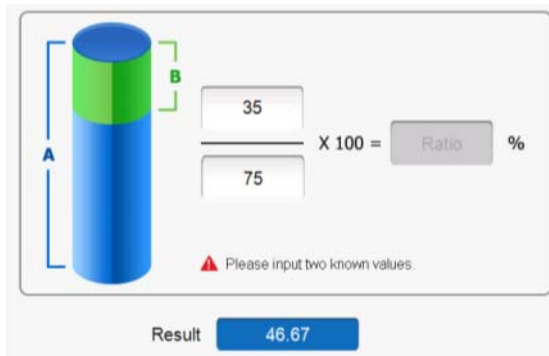 B
35
A
X 100 = Ratio %
75
Please input two known values.
Result 46.67